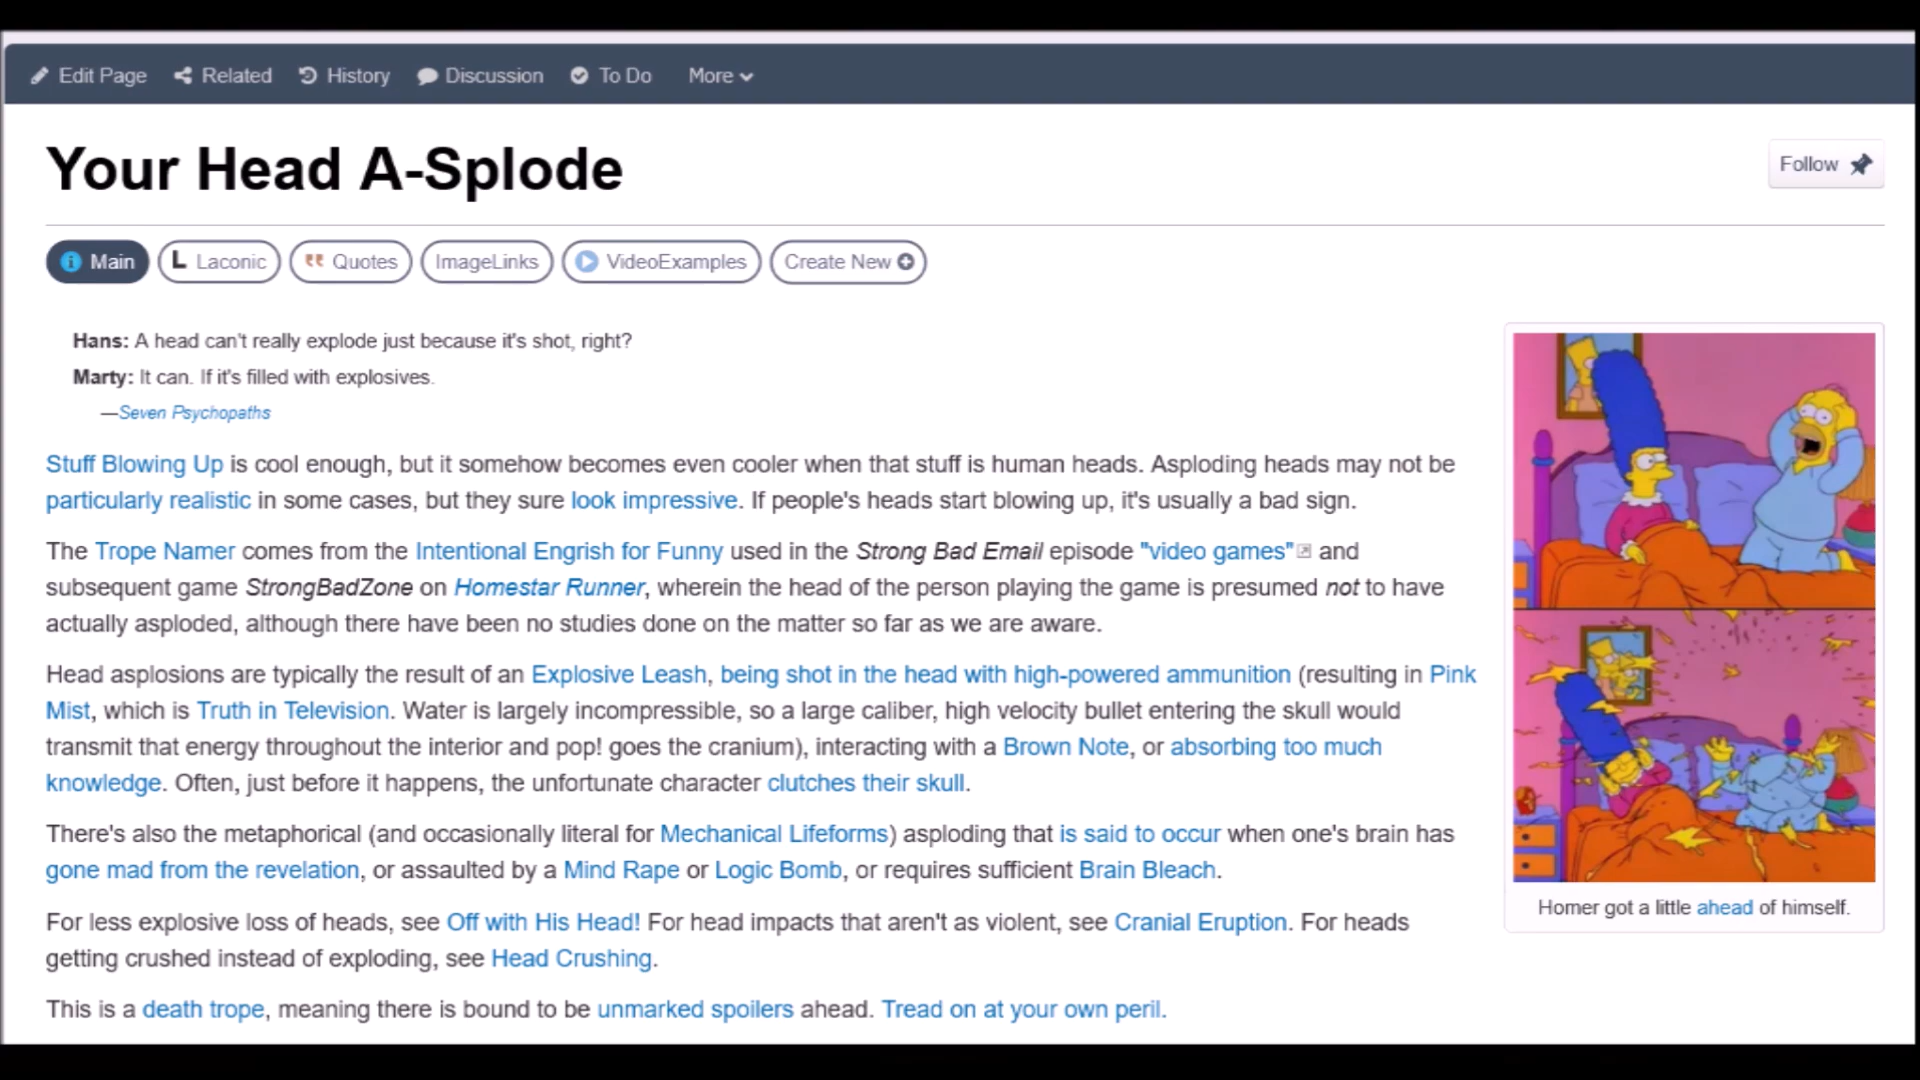 Edit Page Related History Discussion To Do More
Your Head A-Splode
Follow
Main L Laconic Quotes ImageLinks VideoExamples Create New
Hans: A head can't really explode just because it's shot, right?
Marty: It can. If it's filled with explosives.
—Seven Psychopaths
Stuff Blowing Up is cool enough, but it somehow becomes even cooler when that stuff is human heads. Asploding heads may not be
particularly realistic in some cases, but they sure look impressive. If people's heads start blowing up, it's usually a bad sign.
The Trope Namer comes from the Intentional Engrish for Funny used in the Strong Bad Email episode "video games" and
subsequent game StrongBadZone on Homestar Runner, wherein the head of the person playing the game is presumed not to have
actually asploded, although there have been no studies done on the matter so far as we are aware.
Head asplosions are typically the result of an Explosive Leash, being shot in the head with high-powered ammunition (resulting in Pink
Mist, which is Truth in Television. Water is largely incompressible, so a large caliber, high velocity bullet entering the skull would
transmit that energy throughout the interior and pop! goes the cranium), interacting with a Brown Note, or absorbing too much
knowledge. Often, just before it happens, the unfortunate character clutches their skull.
There's also the metaphorical (and occasionally literal for Mechanical Lifeforms) asploding that is said to occur when one's brain has
gone mad from the revelation, or assaulted by a Mind Rape or Logic Bomb, or requires sufficient Brain Bleach.
For less explosive loss of heads, see Off with His Head! For head impacts that aren't as violent, see Cranial Eruption. For heads
getting crushed instead of exploding, see Head Crushing.
This is a death trope, meaning there is bound to be unmarked spoilers ahead. Tread on at your own peril.
Homer got a little ahead of himself.